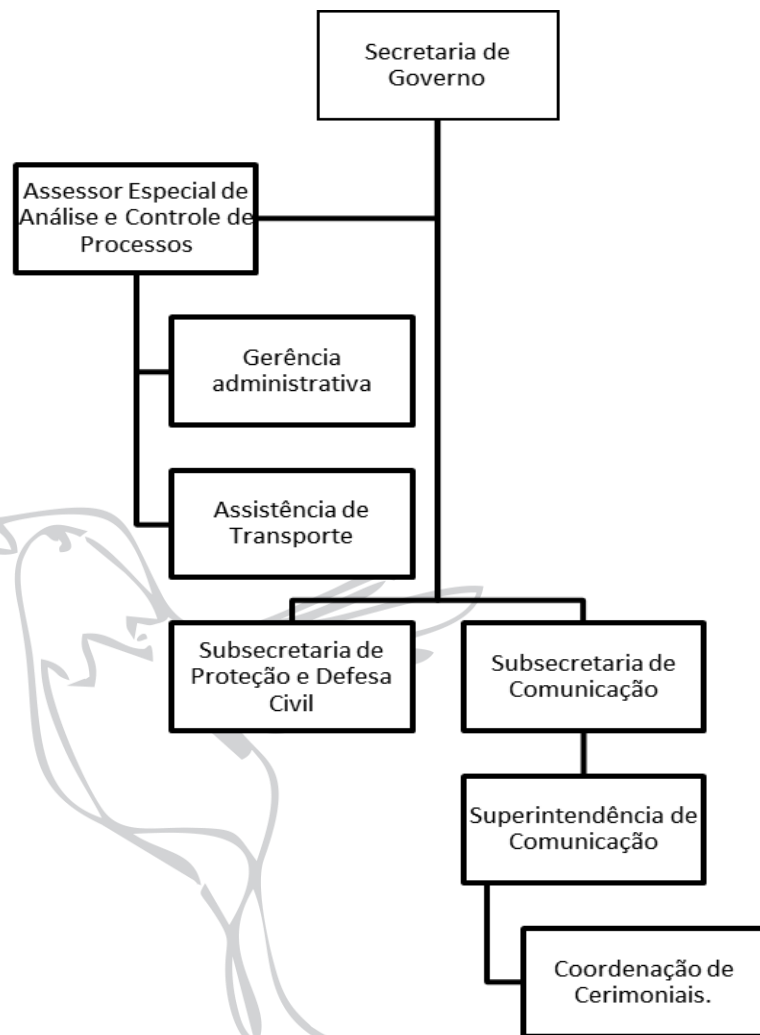 Secretaria de
Governo
Assessor Especial de
Análise e Controle de
Processos
Gerência
administrativa
Assistência de
Transporte
Subsecretaria de
Proteção e Defesa
Civil
Subsecretaria de
Comunicação
Superintendência de
Comunicação
Coordenação de
Cerimoniais.